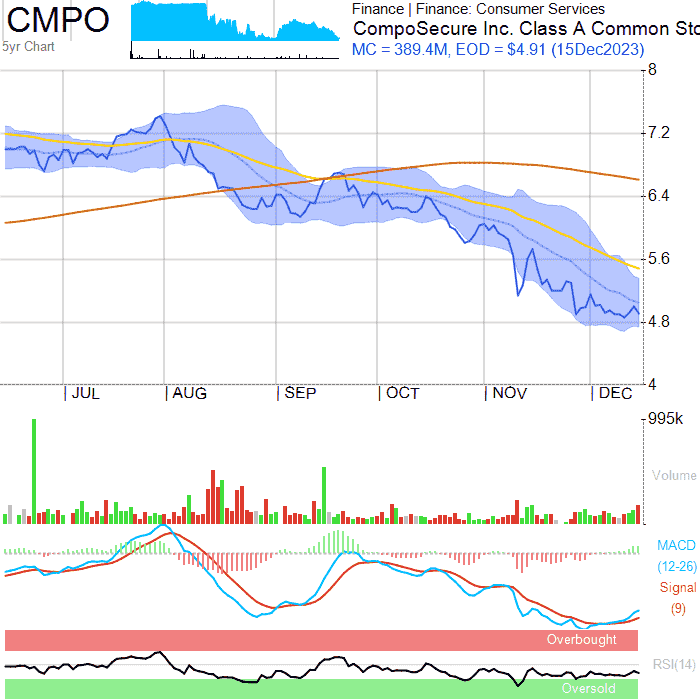 CMPO
5yr Chart
Finance | Finance: Consumer Services
CompoSecure Inc. Class A Common Sto
MC = 389.4M, EOD = $4.91 (15Dec2023)
8
7.2
6.4
5.6
4.8
4
JUL AUG SEP OCT NOV DEC
995k
Volume
MACD
(12-26)
Signal
(9)
Overbought
RSI(14)
Oversold